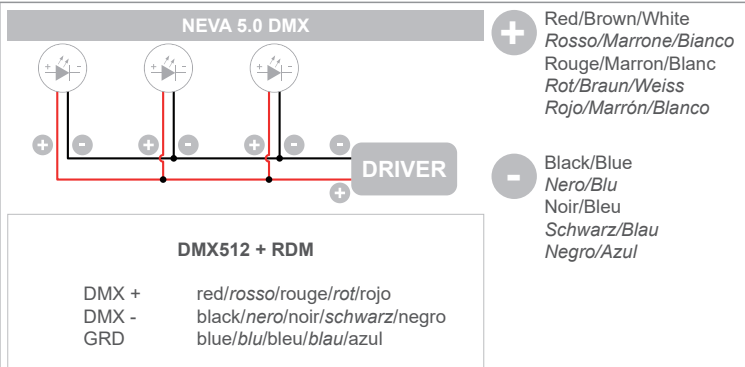 NEVA 5.0 DMX
+ - + - + -
+ - + - + - -
DRIVER
+
+
Red/Brown/White
Rosso/Marrone/Bianco
Rouge/Marron/Blanc
Rot/Braun/Weiss
Rojo/Marrón/Blanco
-
Black/Blue
Nero/Blu
Noir/Bleu
Schwarz/Blau
Negro/Azul
DMX512 + RDM
DMX + red/rosso/rouge/rot/rojo
DMX - black/nero/noir/schwarz/negro
GRD blue/blu/bleu/blau/azul